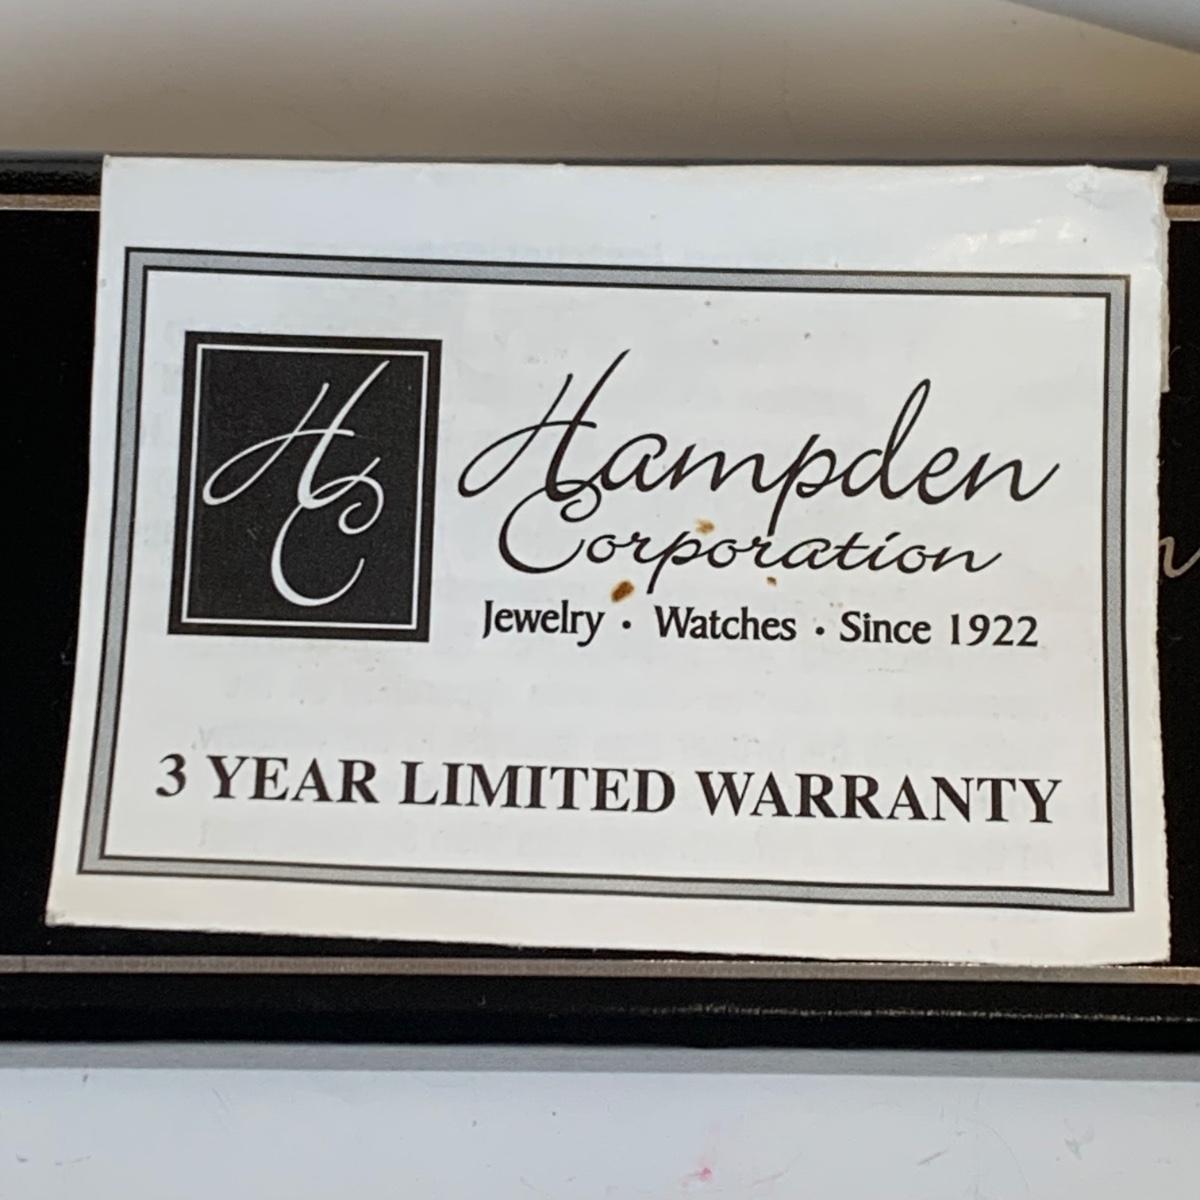 HC
Hampden
Corporation
Jewelry · Watches · Since 1922
3 YEAR LIMITED WARRANTY